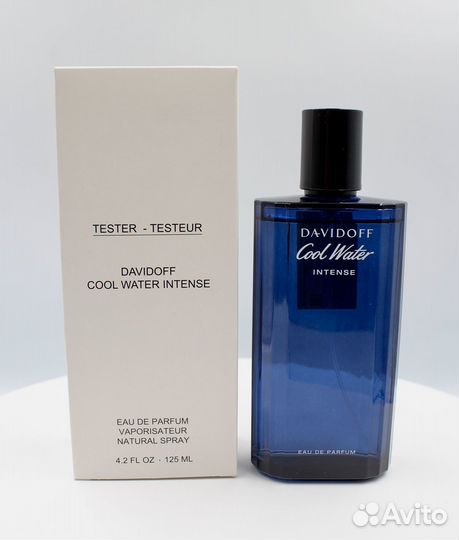 TESTER - TESTEUR
DAVIDOFF
COOL WATER INTENSE
EAU DE PARFUM
VAPORISATEUR
NATURAL SPRAY
4.2 FL OZ · 125 ML
DAVIDOFF
Cool Water
INTENSE
EAU DE PARFUM
Avito